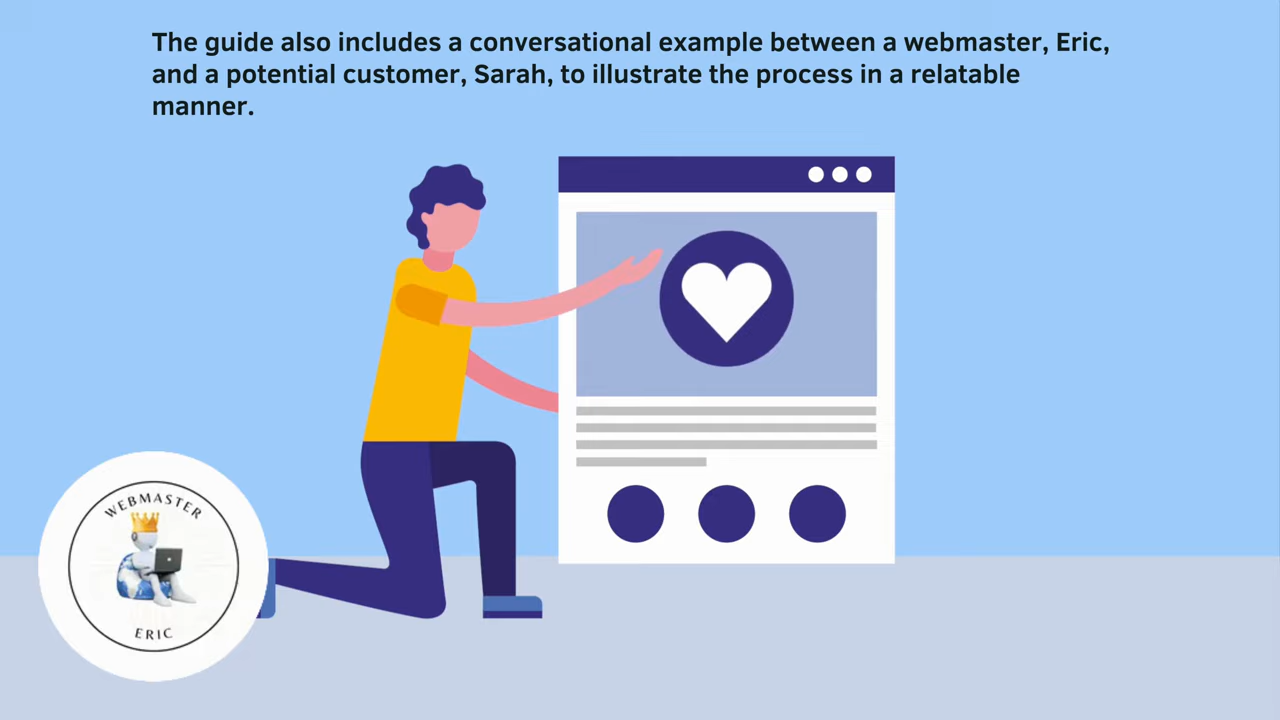 The guide also includes a conversational example between a webmaster, Eric,
and a potential customer, Sarah, to illustrate the process in a relatable
manner.
WEBMASTER
ERIC